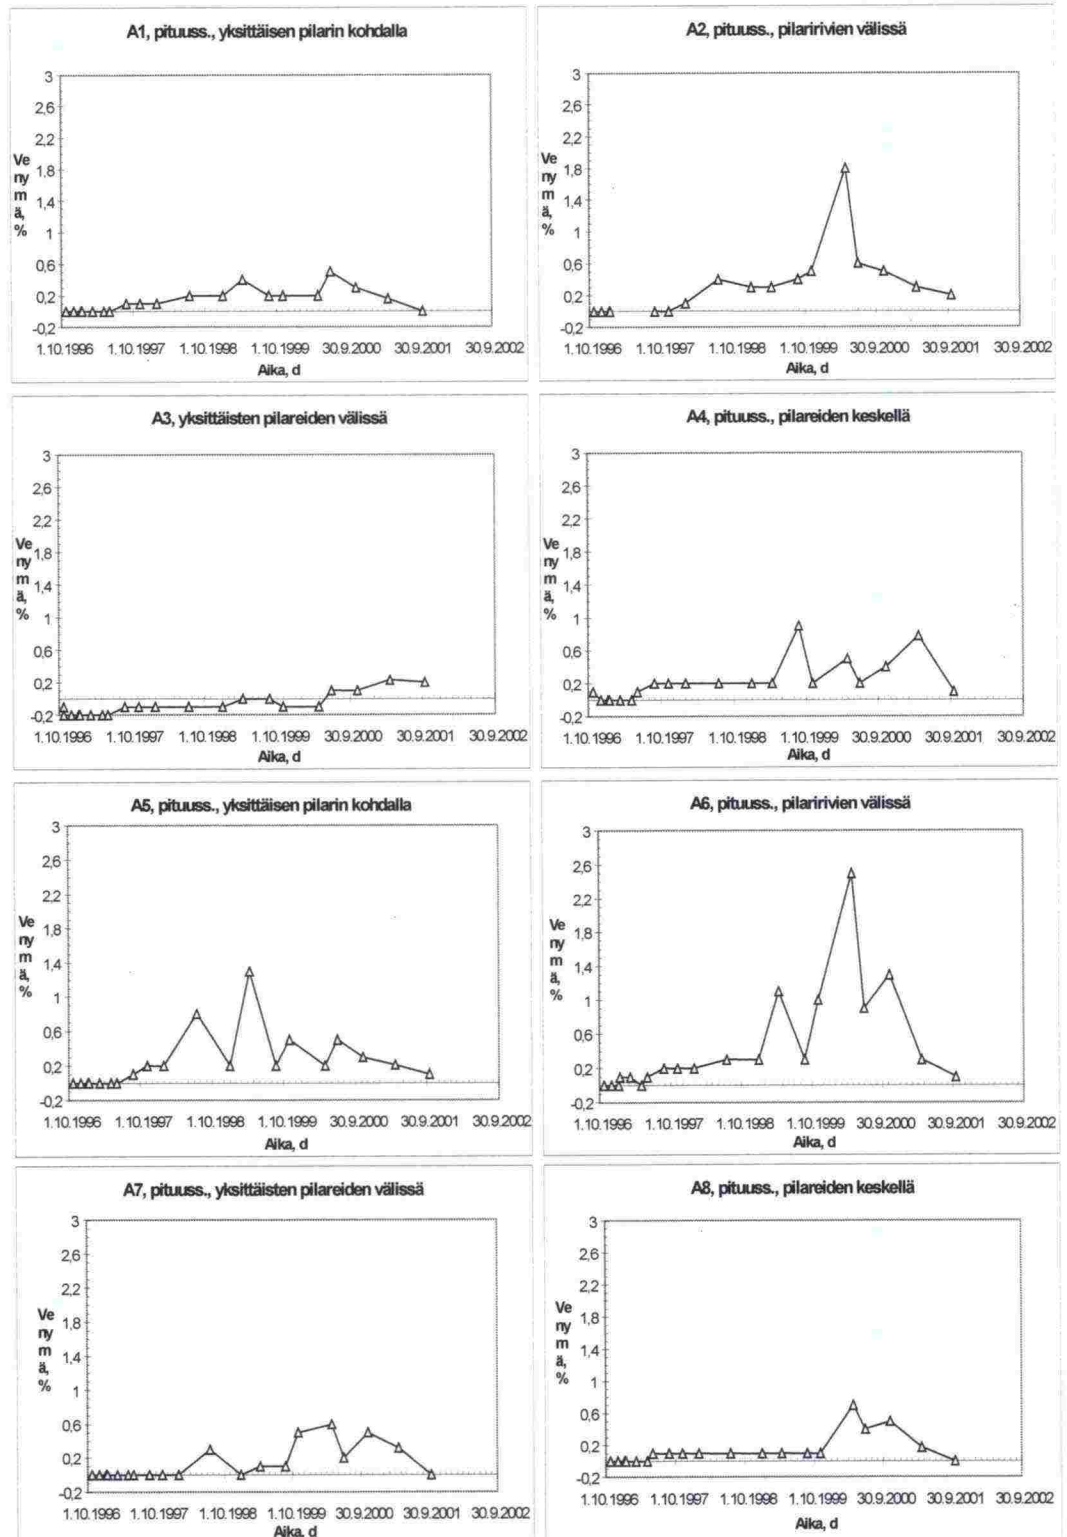 A1, pituuss., yksittäisen pilarin kohdalla
3
2,6
2,2
1,8
1,4
1
0,6
0,2
-0,2
Ve
ny
m
ä,
%
1.10.1996 1.10.1997 1.10.1998 1.10.1999 30.9.2000 30.9.2001 30.9.2002
Aika, d
A2, pituuss., pilaririvien välissä
3
2,6
2,2
1,8
1,4
1
0,6
0,2
-0,2
Ve
ny
m
ä,
%
1.10.1996 1.10.1997 1.10.1998 1.10.1999 30.9.2000 30.9.2001 30.9.2002
Aika, d
A3, yksittäisten pilareiden välissä
3
2,6
2,2
1,8
1,4
1
0,6
0,2
-0,2
Ve
ny
m
ä,
%
1.10.1996 1.10.1997 1.10.1998 1.10.1999 30.9.2000 30.9.2001 30.9.2002
Aika, d
A4, pituuss., pilareiden keskellä
3
2,6
2,2
1,8
1,4
1
0,6
0,2
-0,2
Ve
ny
m
ä,
%
1.10.1996 1.10.1997 1.10.1998 1.10.1999 30.9.2000 30.9.2001 30.9.2002
Aika, d
A5, pituuss., yksittäisen pilarin kohdalla
3
2,6
2,2
1,8
1,4
1
0,6
0,2
-0,2
Ve
ny
m
ä,
%
1.10.1996 1.10.1997 1.10.1998 1.10.1999 30.9.2000 30.9.2001 30.9.2002
Aika, d
A6, pituuss., pilaririvien välissä
3
2,6
2,2
1,8
1,4
1
0,6
0,2
-0,2
Ve
ny
m
ä,
%
1.10.1996 1.10.1997 1.10.1998 1.10.1999 30.9.2000 30.9.2001 30.9.2002
Aika, d
A7, pituuss., yksittäisten pilareiden välissä
3
2,6
2,2
1,8
1,4
1
0,6
0,2
-0,2
Ve
ny
m
ä,
%
1.10.1996 1.10.1997 1.10.1998 1.10.1999 30.9.2000 30.9.2001 30.9.2002
Aika, d
A8, pituuss., pilareiden keskellä
3
2,6
2,2
1,8
1,4
1
0,6
0,2
-0,2
Ve
ny
m
ä,
%
1.10.1996 1.10.1997 1.10.1998 1.10.1999 30.9.2000 30.9.2001 30.9.2002
Aika, d